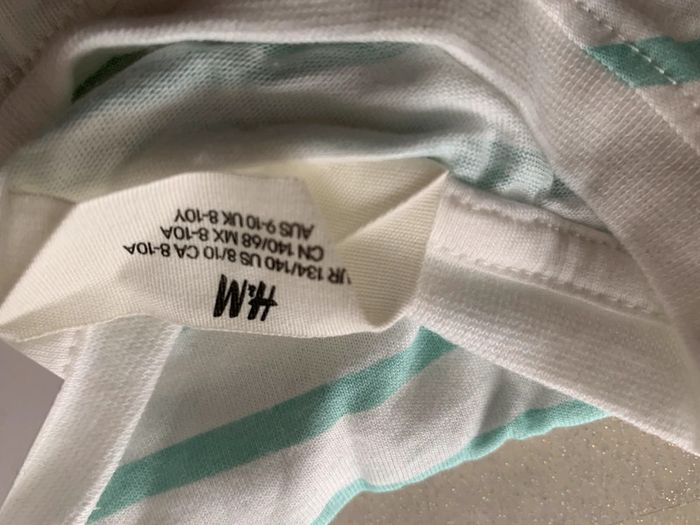 H&M
UR 134/140 US 8/10 CA 8-10A
CN 140/68 MX 8-10A
AUS 9-10 UK 8-10Y